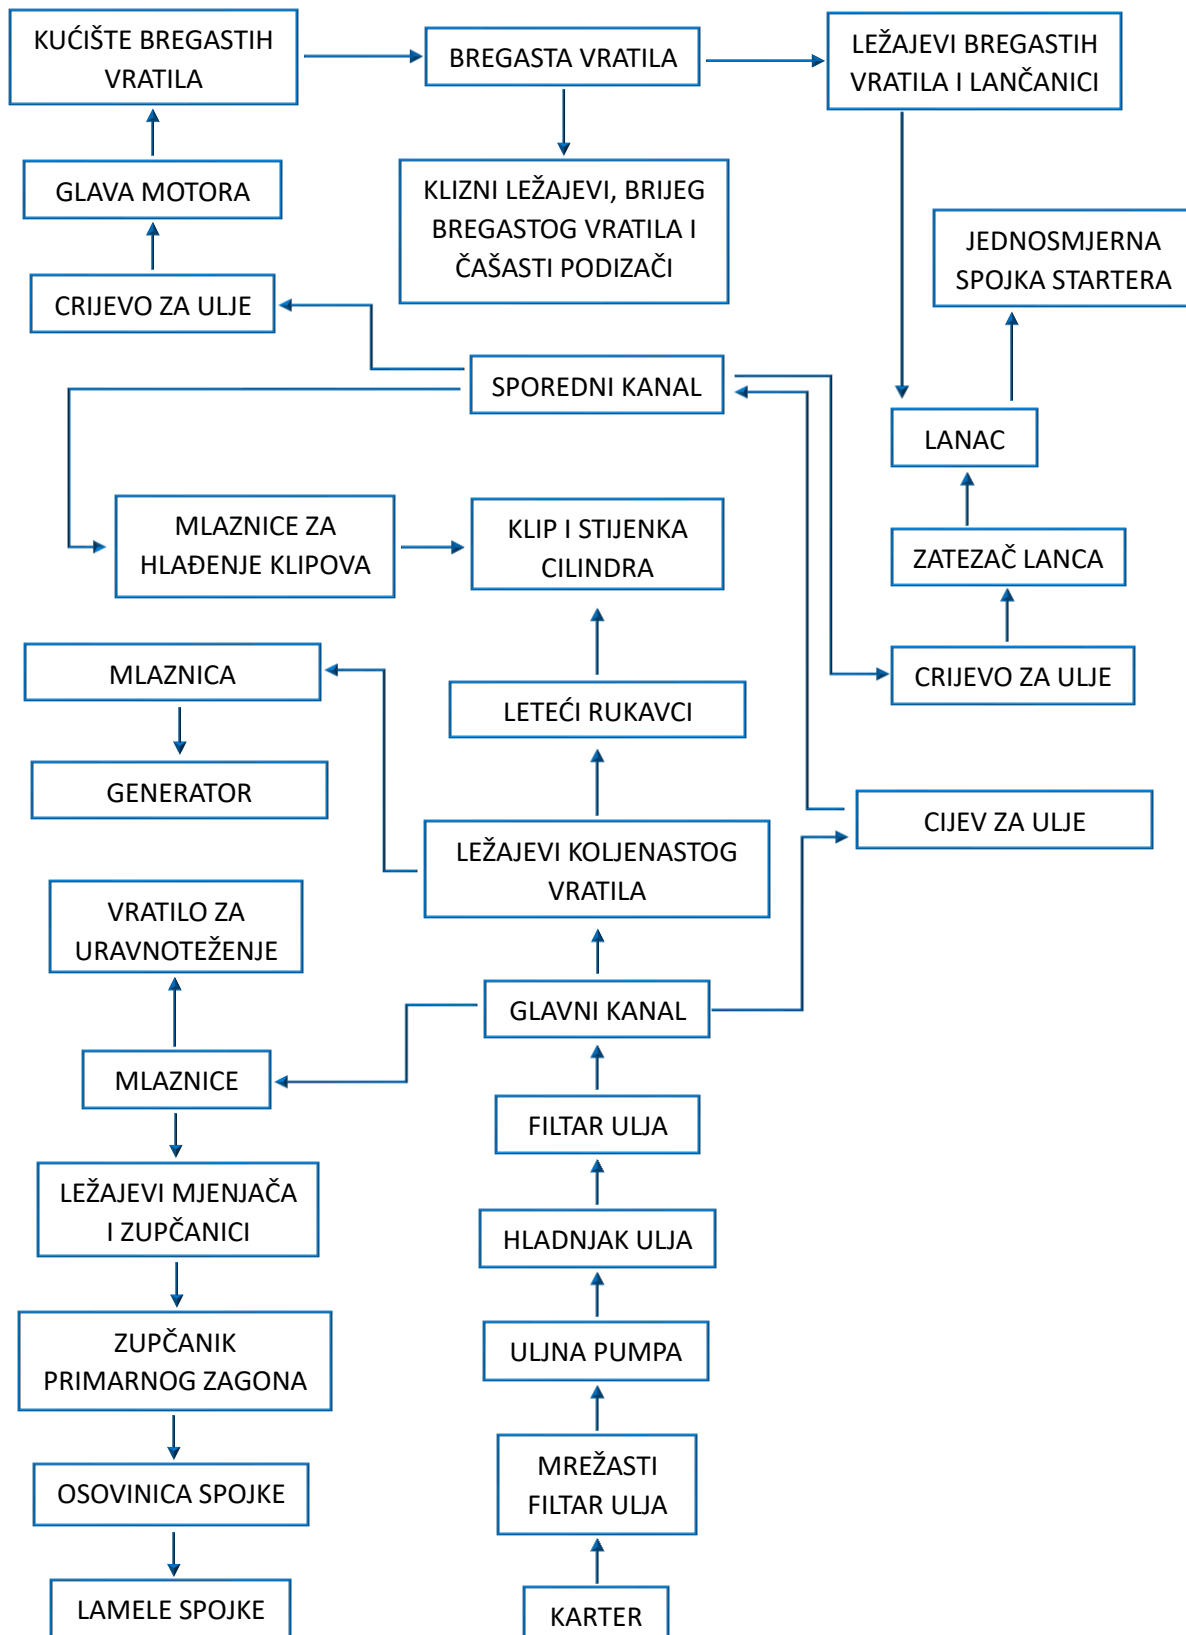 KUĆIŠTE BREGASTIH
VRATILA
BREGASTA VRATILA
LEŽAJEVI BREGASTIH
VRATILA I LANČANICI
GLAVA MOTORA
KLIZNI LEŽAJEVI, BRIJEG
BREGASTOG VRATILA I
ČAŠASTI PODIZAČI
JEDNOSMJERNA
SPOJKA STARTERA
CRIJEVO ZA ULJE
SPOREDNI KANAL
LANAC
MLAZNICE ZA
HLAĐENJE KLIPOVA
KLIP I STIJENKA
CILINDRA
ZATEZAČ LANCA
MLAZNICA
CRIJEVO ZA ULJE
LETEĆI RUKAVCI
GENERATOR
CIJEV ZA ULJE
LEŽAJEVI KOLJENASTOG
VRATILA
VRATILO ZA
URAVNOTEŽENJE
GLAVNI KANAL
MLAZNICE
FILTAR ULJA
LEŽAJEVI MJENJAČA
I ZUPČANICI
HLADNJAK ULJA
ZUPČANIK
PRIMARNOG ZAGONA
ULJNA PUMPA
OSOVINICA SPOJKE
MREŽASTI
FILTAR ULJA
LAMELE SPOJKE
KARTER